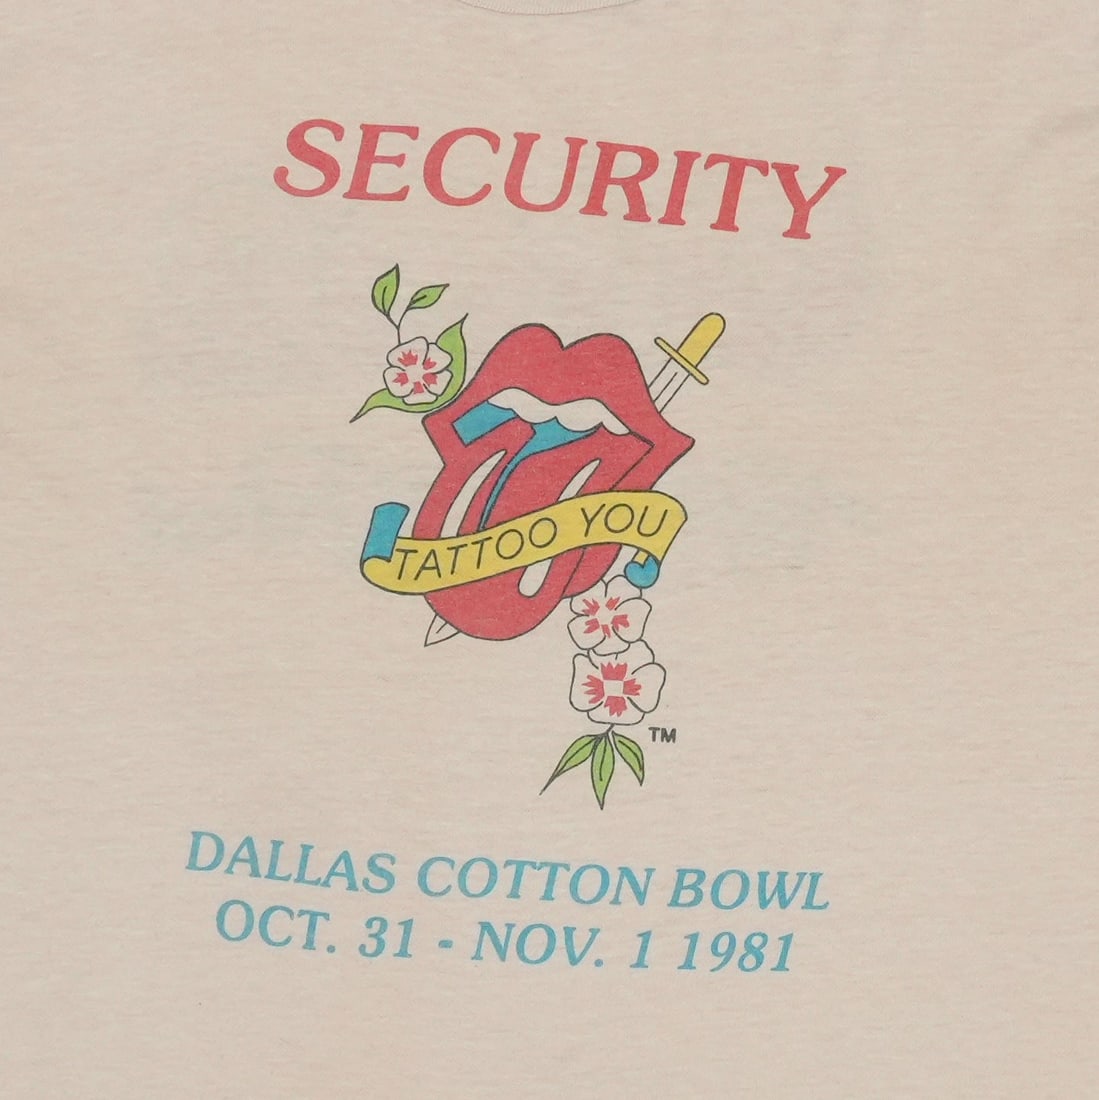 SECURITY
TATTOO YOU
TM
DALLAS COTTON BOWL
OCT. 31 - NOV. 1 1981